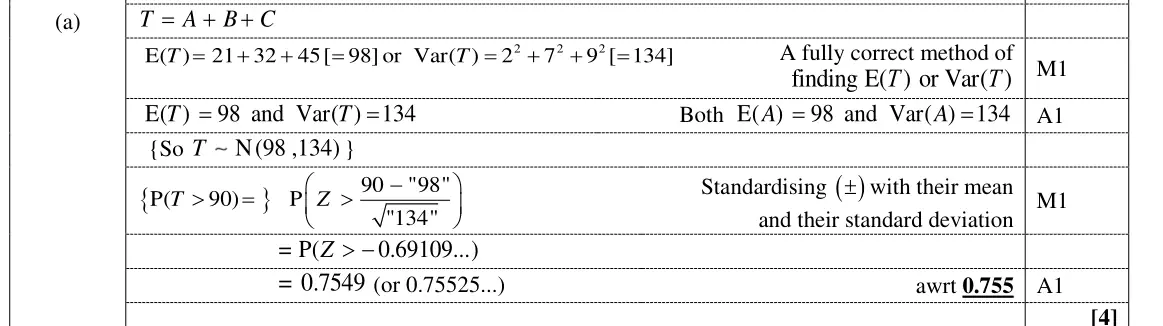 (a) T = A + B + C
E(T) = 21 + 32 + 45 [= 98] or Var(T) = 2² + 7² + 9² [= 134] A fully correct method of finding E(T) or Var(T) M1
E(T) = 98 and Var(T) = 134 Both E(A) = 98 and Var(A) = 134 A1
{So T ~ N(98 ,134) }
{P(T > 90) = } P(Z > (90 − "98") / √"134") Standardising (±) with their mean and their standard deviation M1
= P(Z > − 0.69109...)
= 0.7549 (or 0.75525...) awrt 0.755 A1
[4]